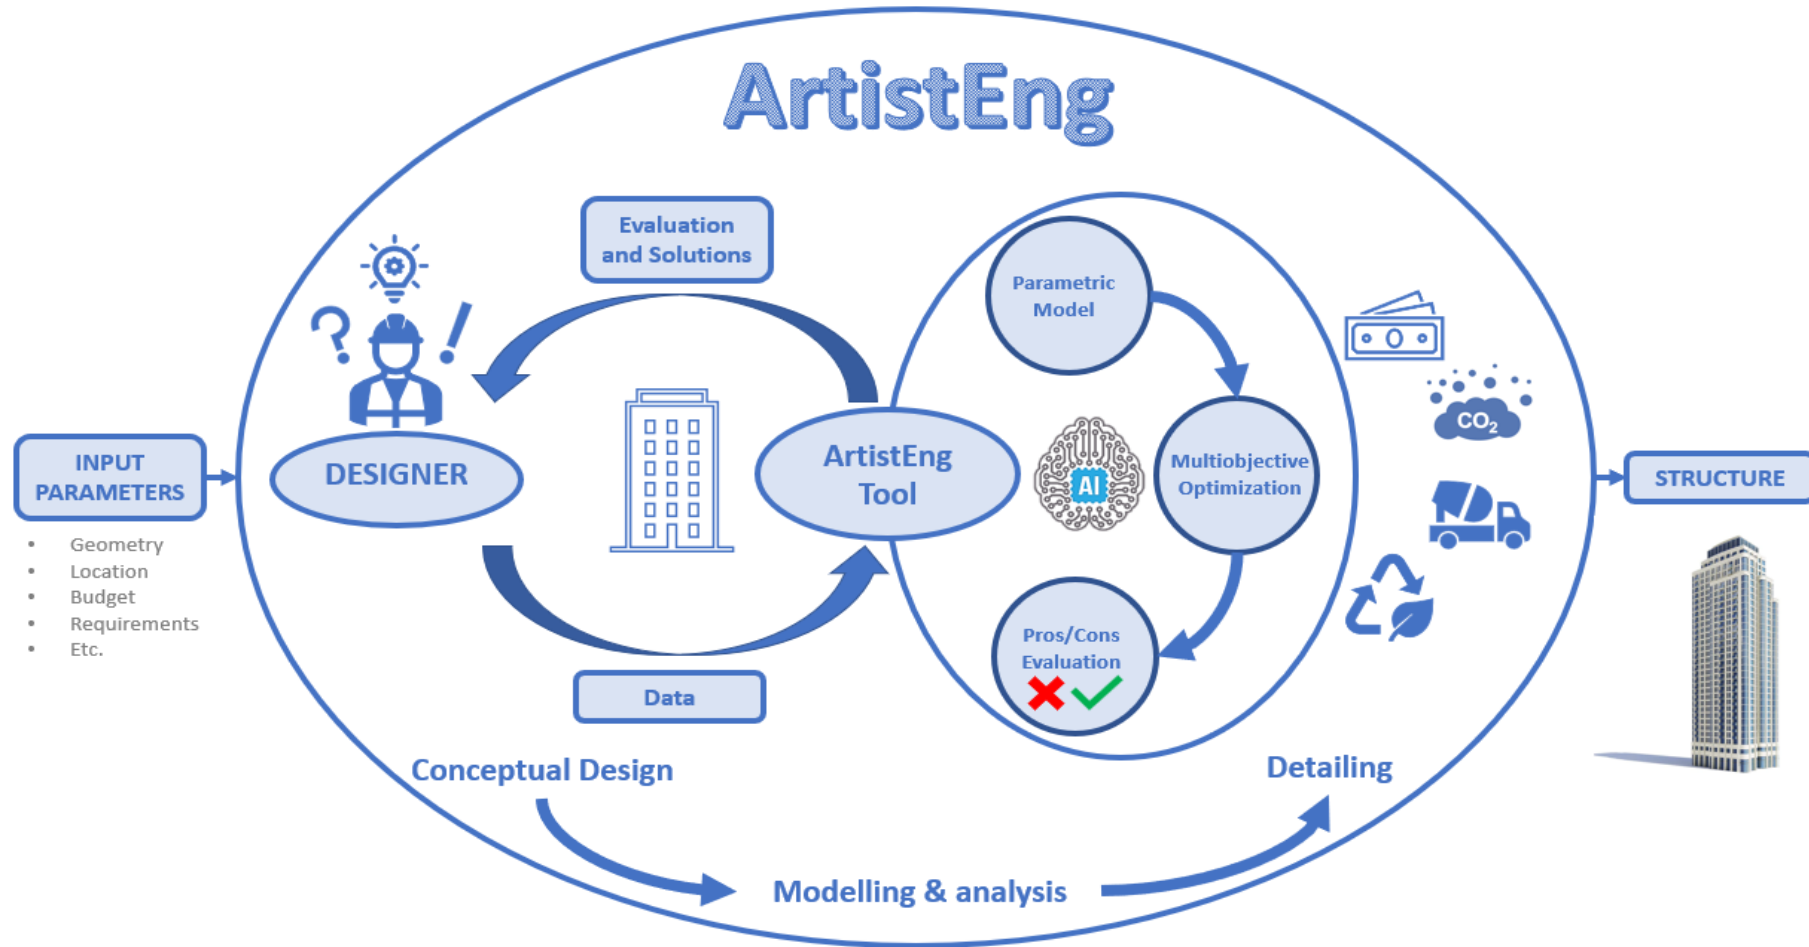 ArtistEng
Evaluation
and Solutions
Parametric
Model
INPUT
PARAMETERS
• Geometry
• Location
• Budget
• Requirements
• Etc.
DESIGNER
ArtistEng
Tool
AI
Multiobjective
Optimization
CO₂
STRUCTURE
Pros/Cons
Evaluation
Data
Conceptual Design
Modelling & analysis
Detailing